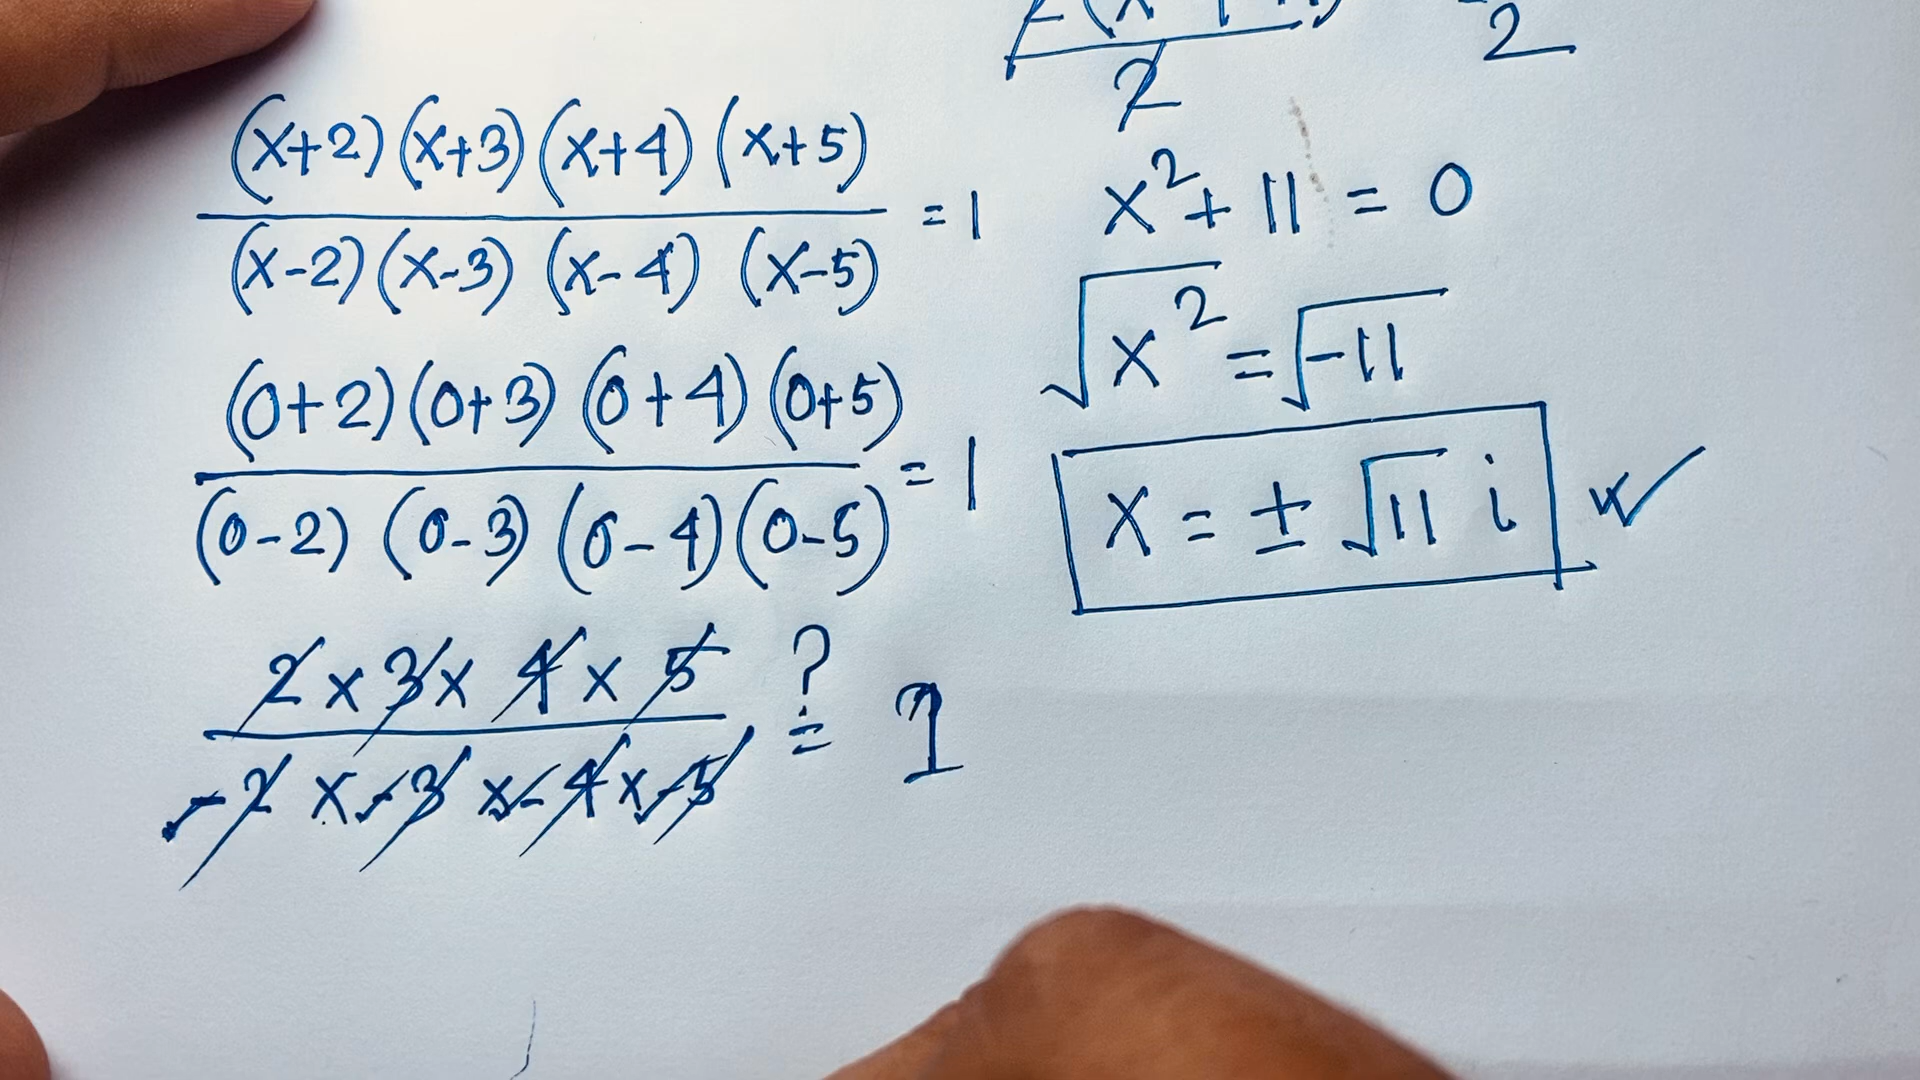 (x+2)(x+3)(x+4)(x+5)
(x-2)(x-3)(x-4)(x-5)
= 1
(0+2)(0+3)(0+4)(0+5)
(0-2)(0-3)(0-4)(0-5)
= 1
2 x 3 x 4 x 5
-2 x -3 x -4 x -5
? = 1
2
2
x² + 11 = 0
√x² = √-11
x = ± √11 i